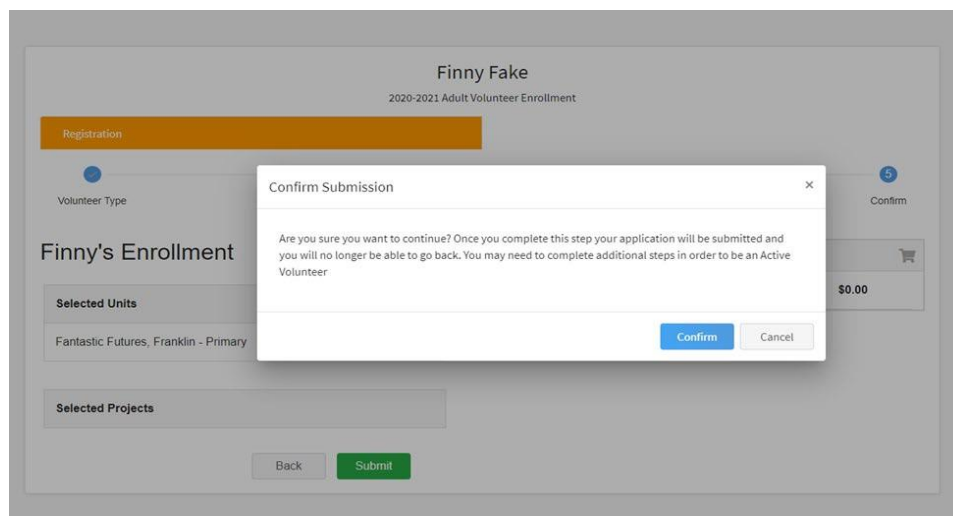 Finny Fake
2020-2021 Adult Volunteer Enrollment
Registration
Volunteer Type
5
Confirm
Confirm Submission
×
Are you sure you want to continue? Once you complete this step your application will be submitted and
you will no longer be able to go back. You may need to complete additional steps in order to be an Active
Volunteer
Confirm
Cancel
Finny's Enrollment
Selected Units
$0.00
Fantastic Futures, Franklin - Primary
Selected Projects
Back
Submit